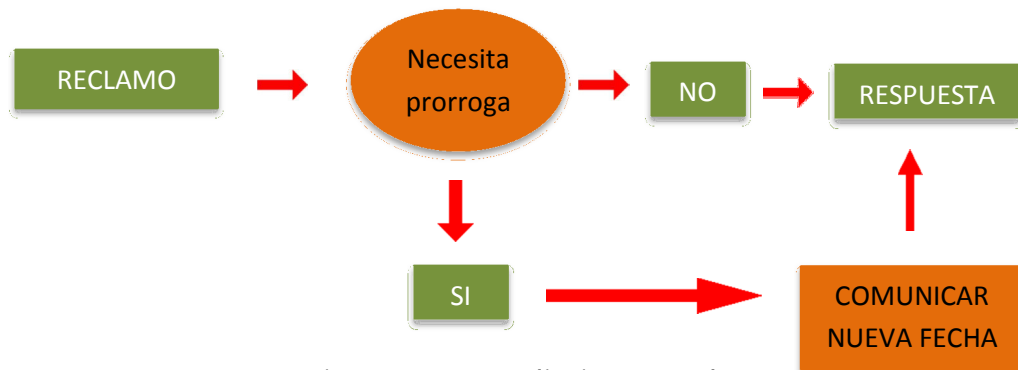 RECLAMO
Necesita
prorroga
NO
RESPUESTA
SI
COMUNICAR
NUEVA FECHA